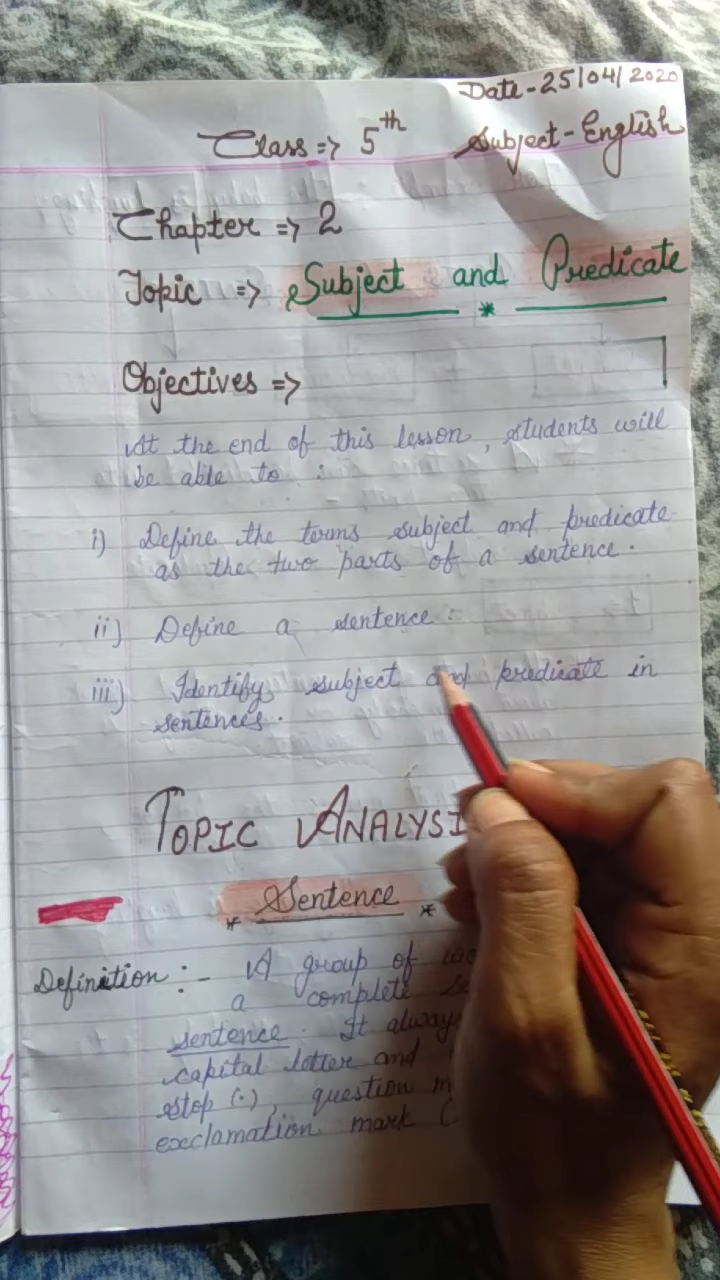 Date-25/04/2020
Class => 5th Subject-English
Chapter => 2
Topic => Subject and Predicate
Objectives =>
At the end of this lesson, students will
be able to :
i) Define the terms subject and predicate
as the two parts of a sentence.
ii) Define a sentence.
iii) Identify subject and predicate in
sentences.
TOPIC ANALYSI
* Sentence *
Definition :- A group of
a complete
sentence. It always
capital letter and
stop (.), question
exclamation mark (